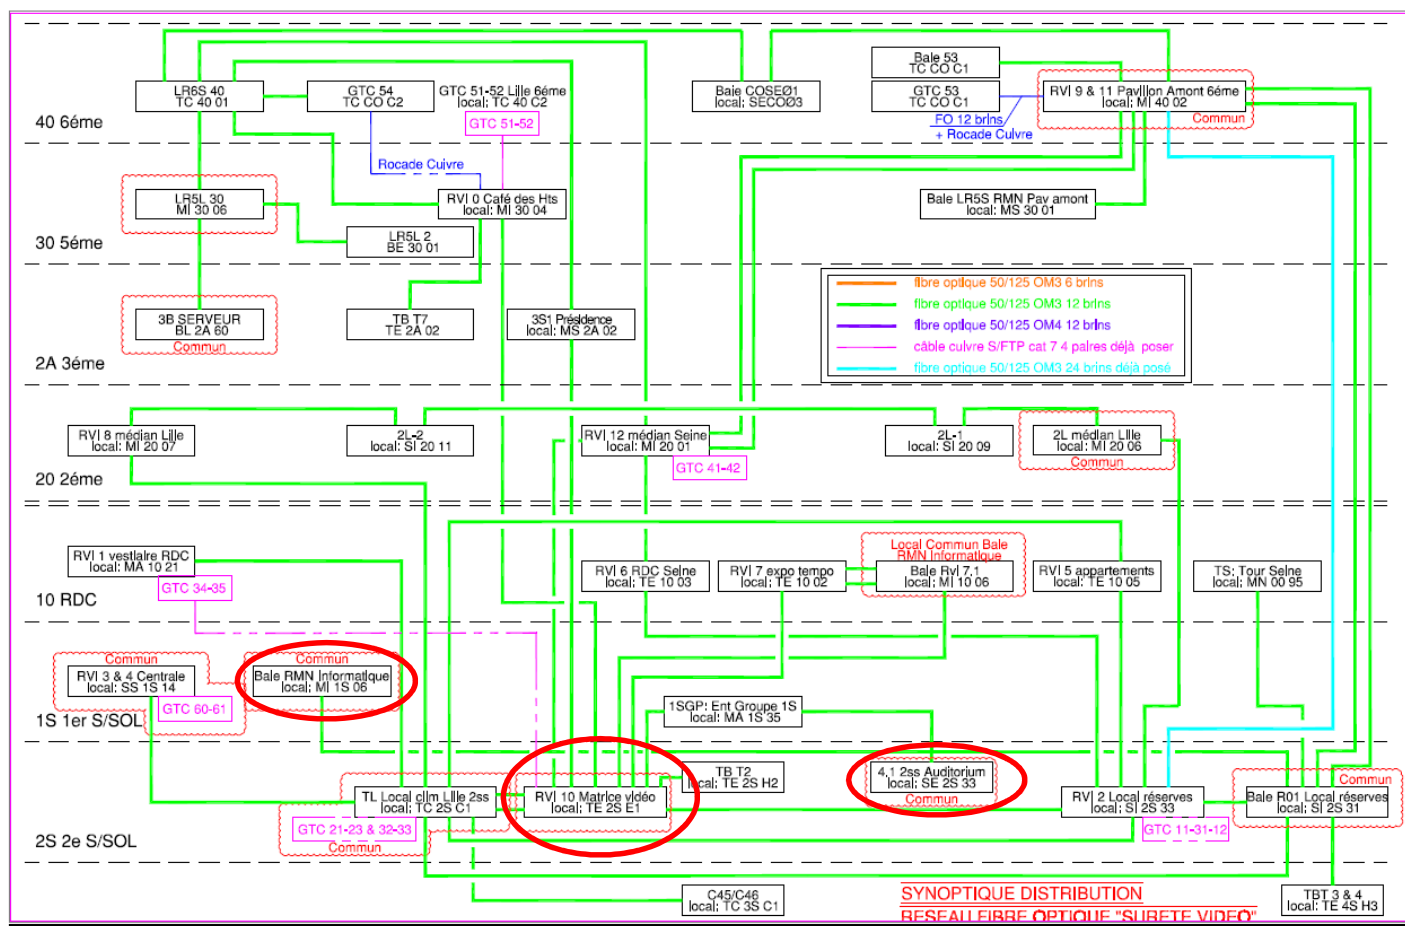 LR6S 40
TC 40 01
GTC 54
TC CO C2
GTC 51-52 Lille 6éme
local: TC 40 C2
GTC 51-52
Baie COSEØ1
local: SECOØ3
Baie 53
TC CO C1
GTC 53
TC CO C1
RVI 9 & 11 Pavillon Amont 6éme
local: MI 40 02
Commun
FO 12 brins
+ Rocade Cuivre
40 6éme
Rocade Cuivre
LR5L 30
MI 30 06
RVI 0 Café des Hts
local: MI 30 04
Baie LR5S RMN Pav amont
local: MS 30 01
LR5L 2
BE 30 01
30 5éme
3B SERVEUR
BL 2A 60
Commun
TB T7
TE 2A 02
3S1 Présidence
local: MS 2A 02
fibre optique 50/125 OM3 6 brins
fibre optique 50/125 OM3 12 brins
fibre optique 50/125 OM4 12 brins
câble cuivre S/FTP cat 7 4 paires déjà poser
fibre optique 50/125 OM3 24 brins déjà posé
2A 3éme
RVI 8 médian Lille
local: MI 20 07
2L-2
local: SI 20 11
RVI 12 médian Seine
local: MI 20 01
GTC 41-42
2L-1
local: SI 20 09
2L médian Lille
local: MI 20 06
Commun
20 2éme
RVI 1 vestiaire RDC
local: MA 10 21
GTC 34-35
RVI 6 RDC Seine
local: TE 10 03
RVI 7 expo tempo
local: TE 10 02
Local Commun Baie
RMN Informatique
Baie RvI 7.1
local: MI 10 06
RVI 5 appartements
local: TE 10 05
TS: Tour Seine
local: MN 00 95
10 RDC
Commun
RVI 3 & 4 Centrale
local: SS 1S 14
GTC 60-61
Commun
Baie RMN Informatique
local: MI 1S 06
1SGP: Ent Groupe 1S
local: MA 1S 35
1S 1er S/SOL
TL Local clim Lille 2ss
local: TC 2S C1
GTC 21-23 & 32-33
Commun
RVI 10 Matrice vidéo
local: TE 2S E1
TB T2
local: TE 2S H2
4,1 2ss Auditorium
local: SE 2S 33
Commun
RVI 2 Local réserves
local: SI 2S 33
GTC 11-31-12
Commun
Baie R01 Local réserves
local: SI 2S 31
2S 2e S/SOL
C45/C46
local: TC 3S C1
SYNOPTIQUE DISTRIBUTION
RESEAU FIBRE OPTIQUE "SURETE VIDEO"
TBT 3 & 4
local: TE 4S H3